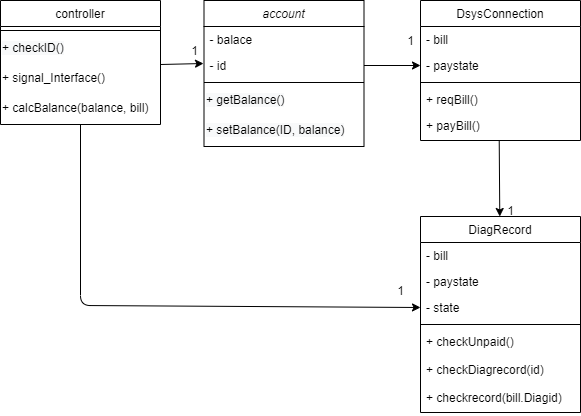 controller
+ checkID()
+ signal_Interface()
+ calcBalance(balance, bill)
1
account
- balace
- id
+ getBalance()
+ setBalance(ID, balance)
1
DsysConnection
- bill
- paystate
+ reqBill()
+ payBill()
1
DiagRecord
- bill
- paystate
- state
+ checkUnpaid()
+ checkDiagrecord(id)
+ checkrecord(bill.Diagid)
1